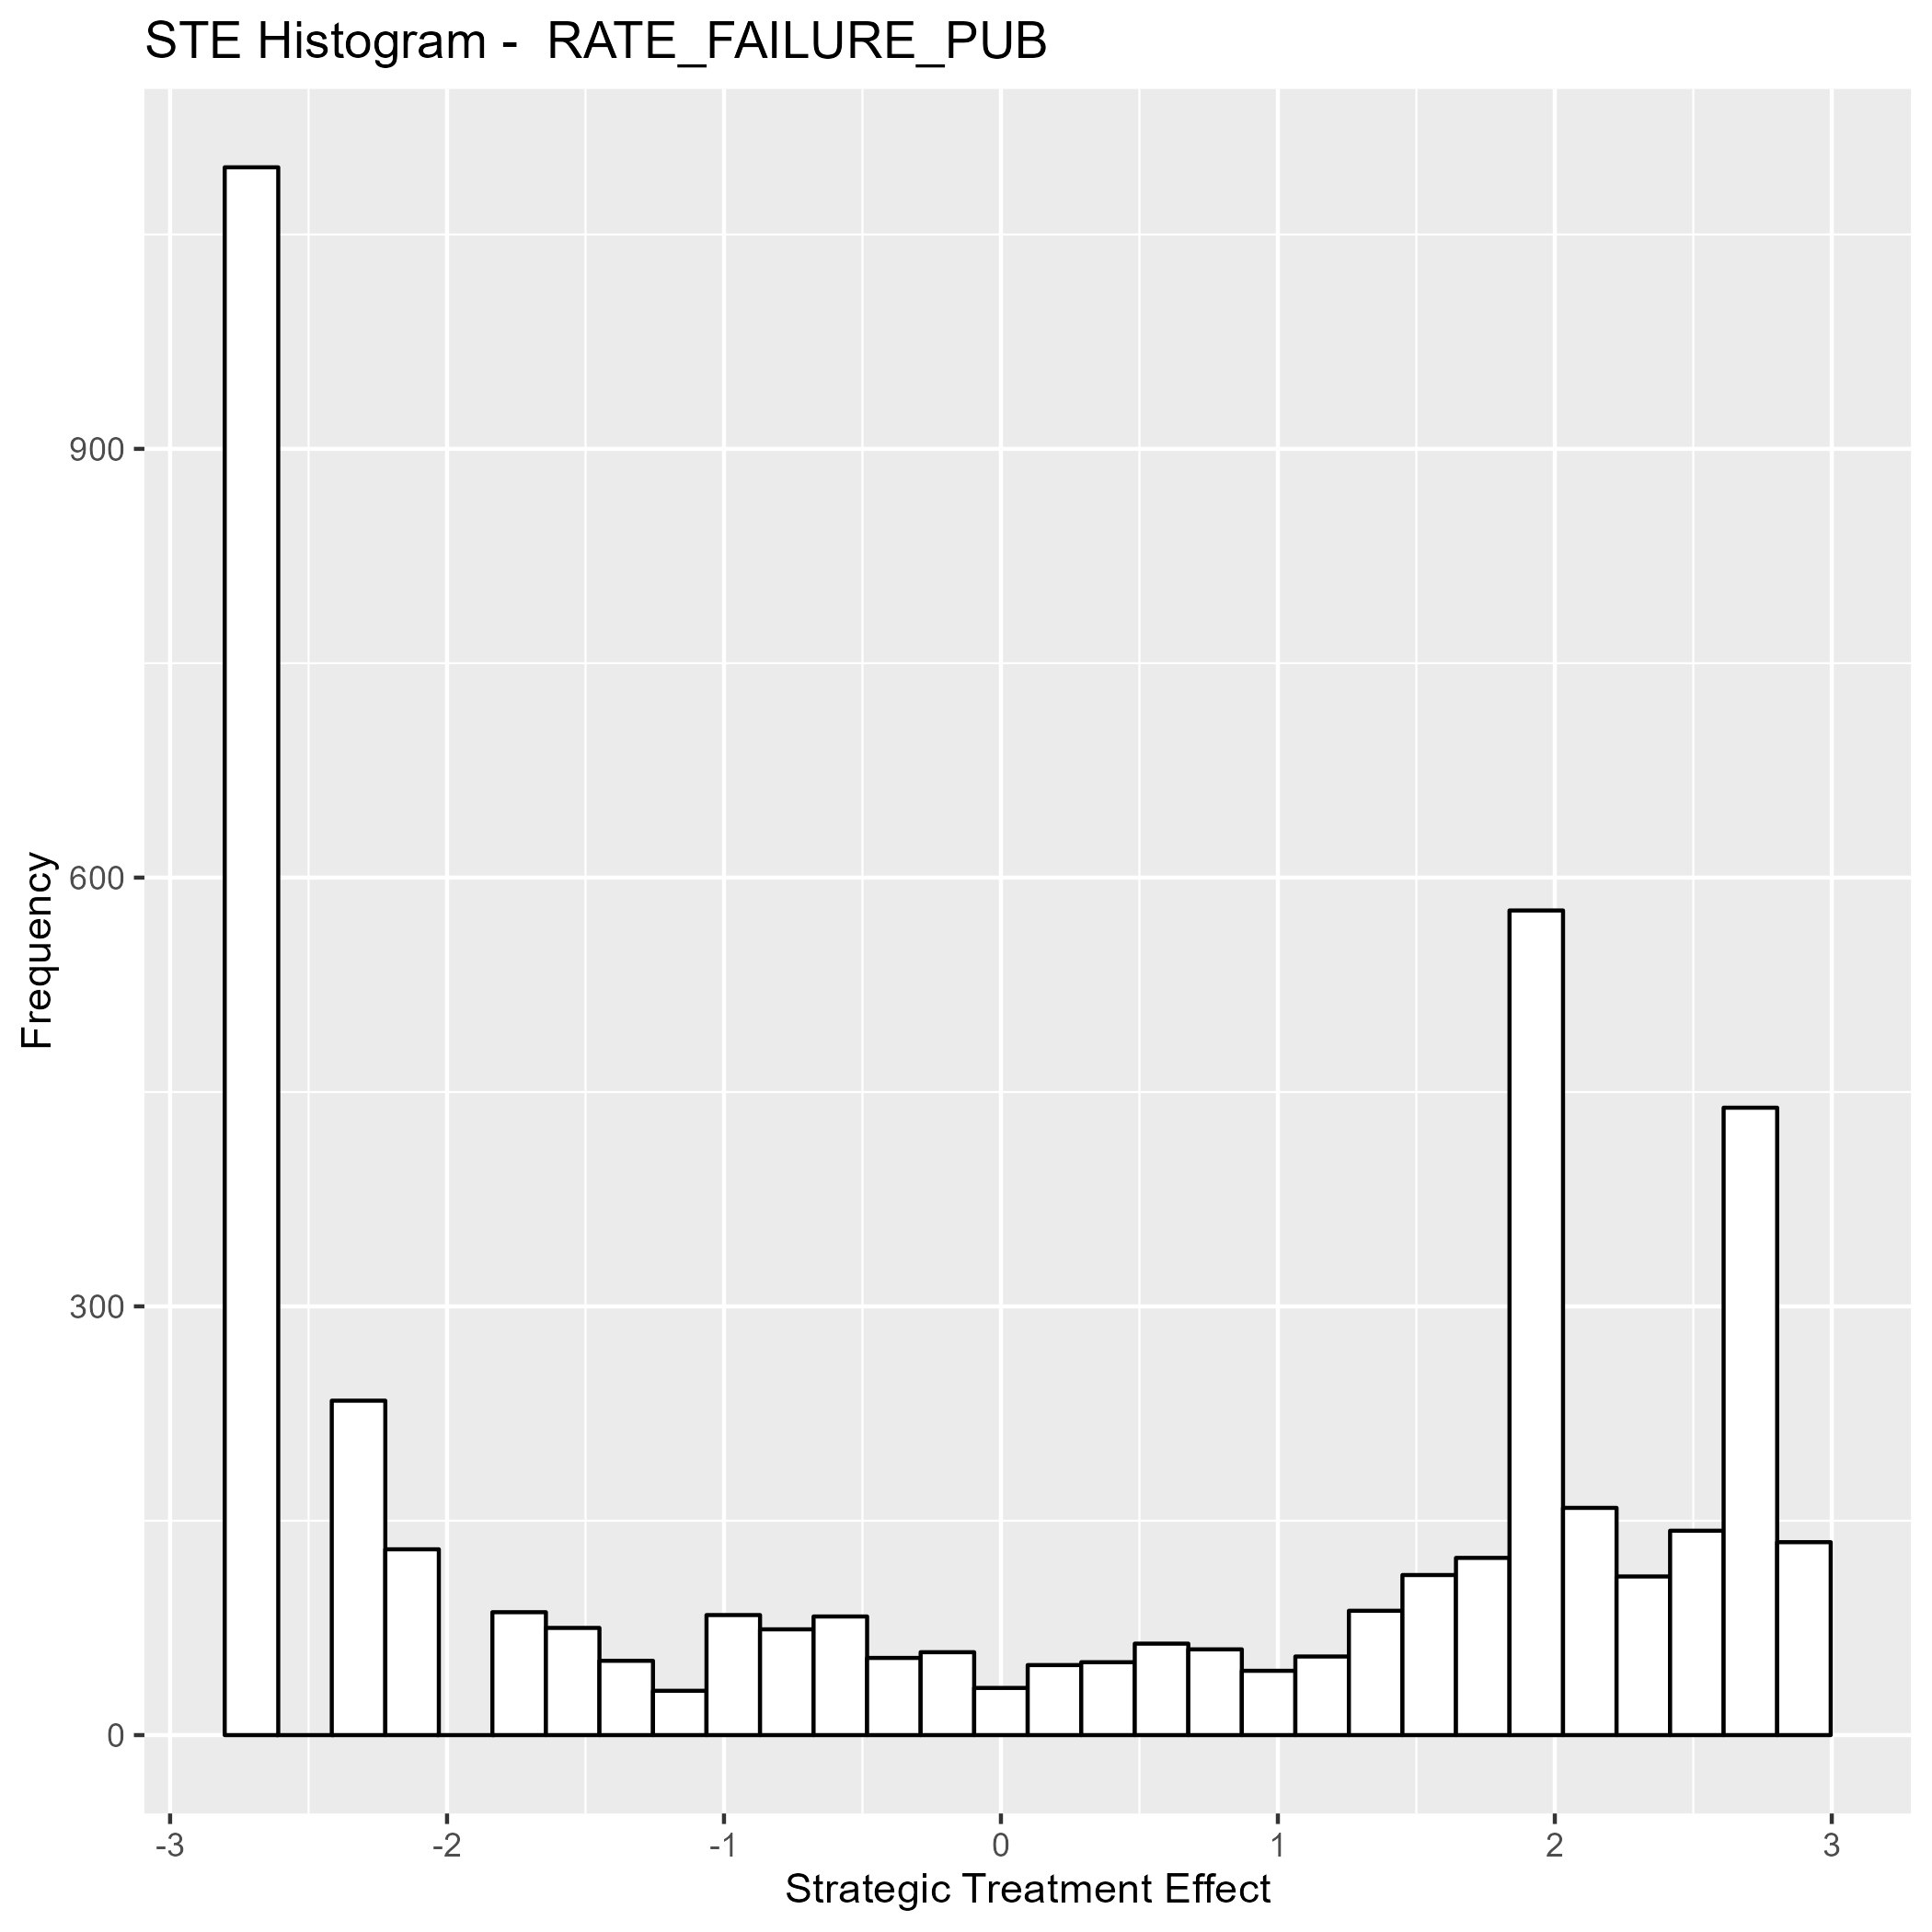 STE Histogram -  RATE_FAILURE_PUB
Frequency
900
600
300
0
-3 -2 -1 0 1 2 3
Strategic Treatment Effect